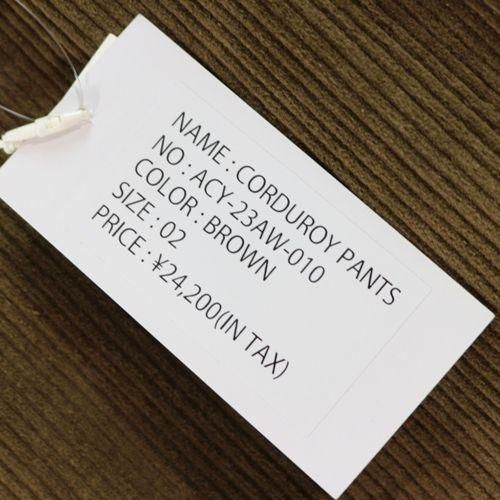 NAME : CORDUROY PANTS
NO : ACY-23AW-010
COLOR : BROWN
SIZE : 02
PRICE : ¥24,200(IN TAX)